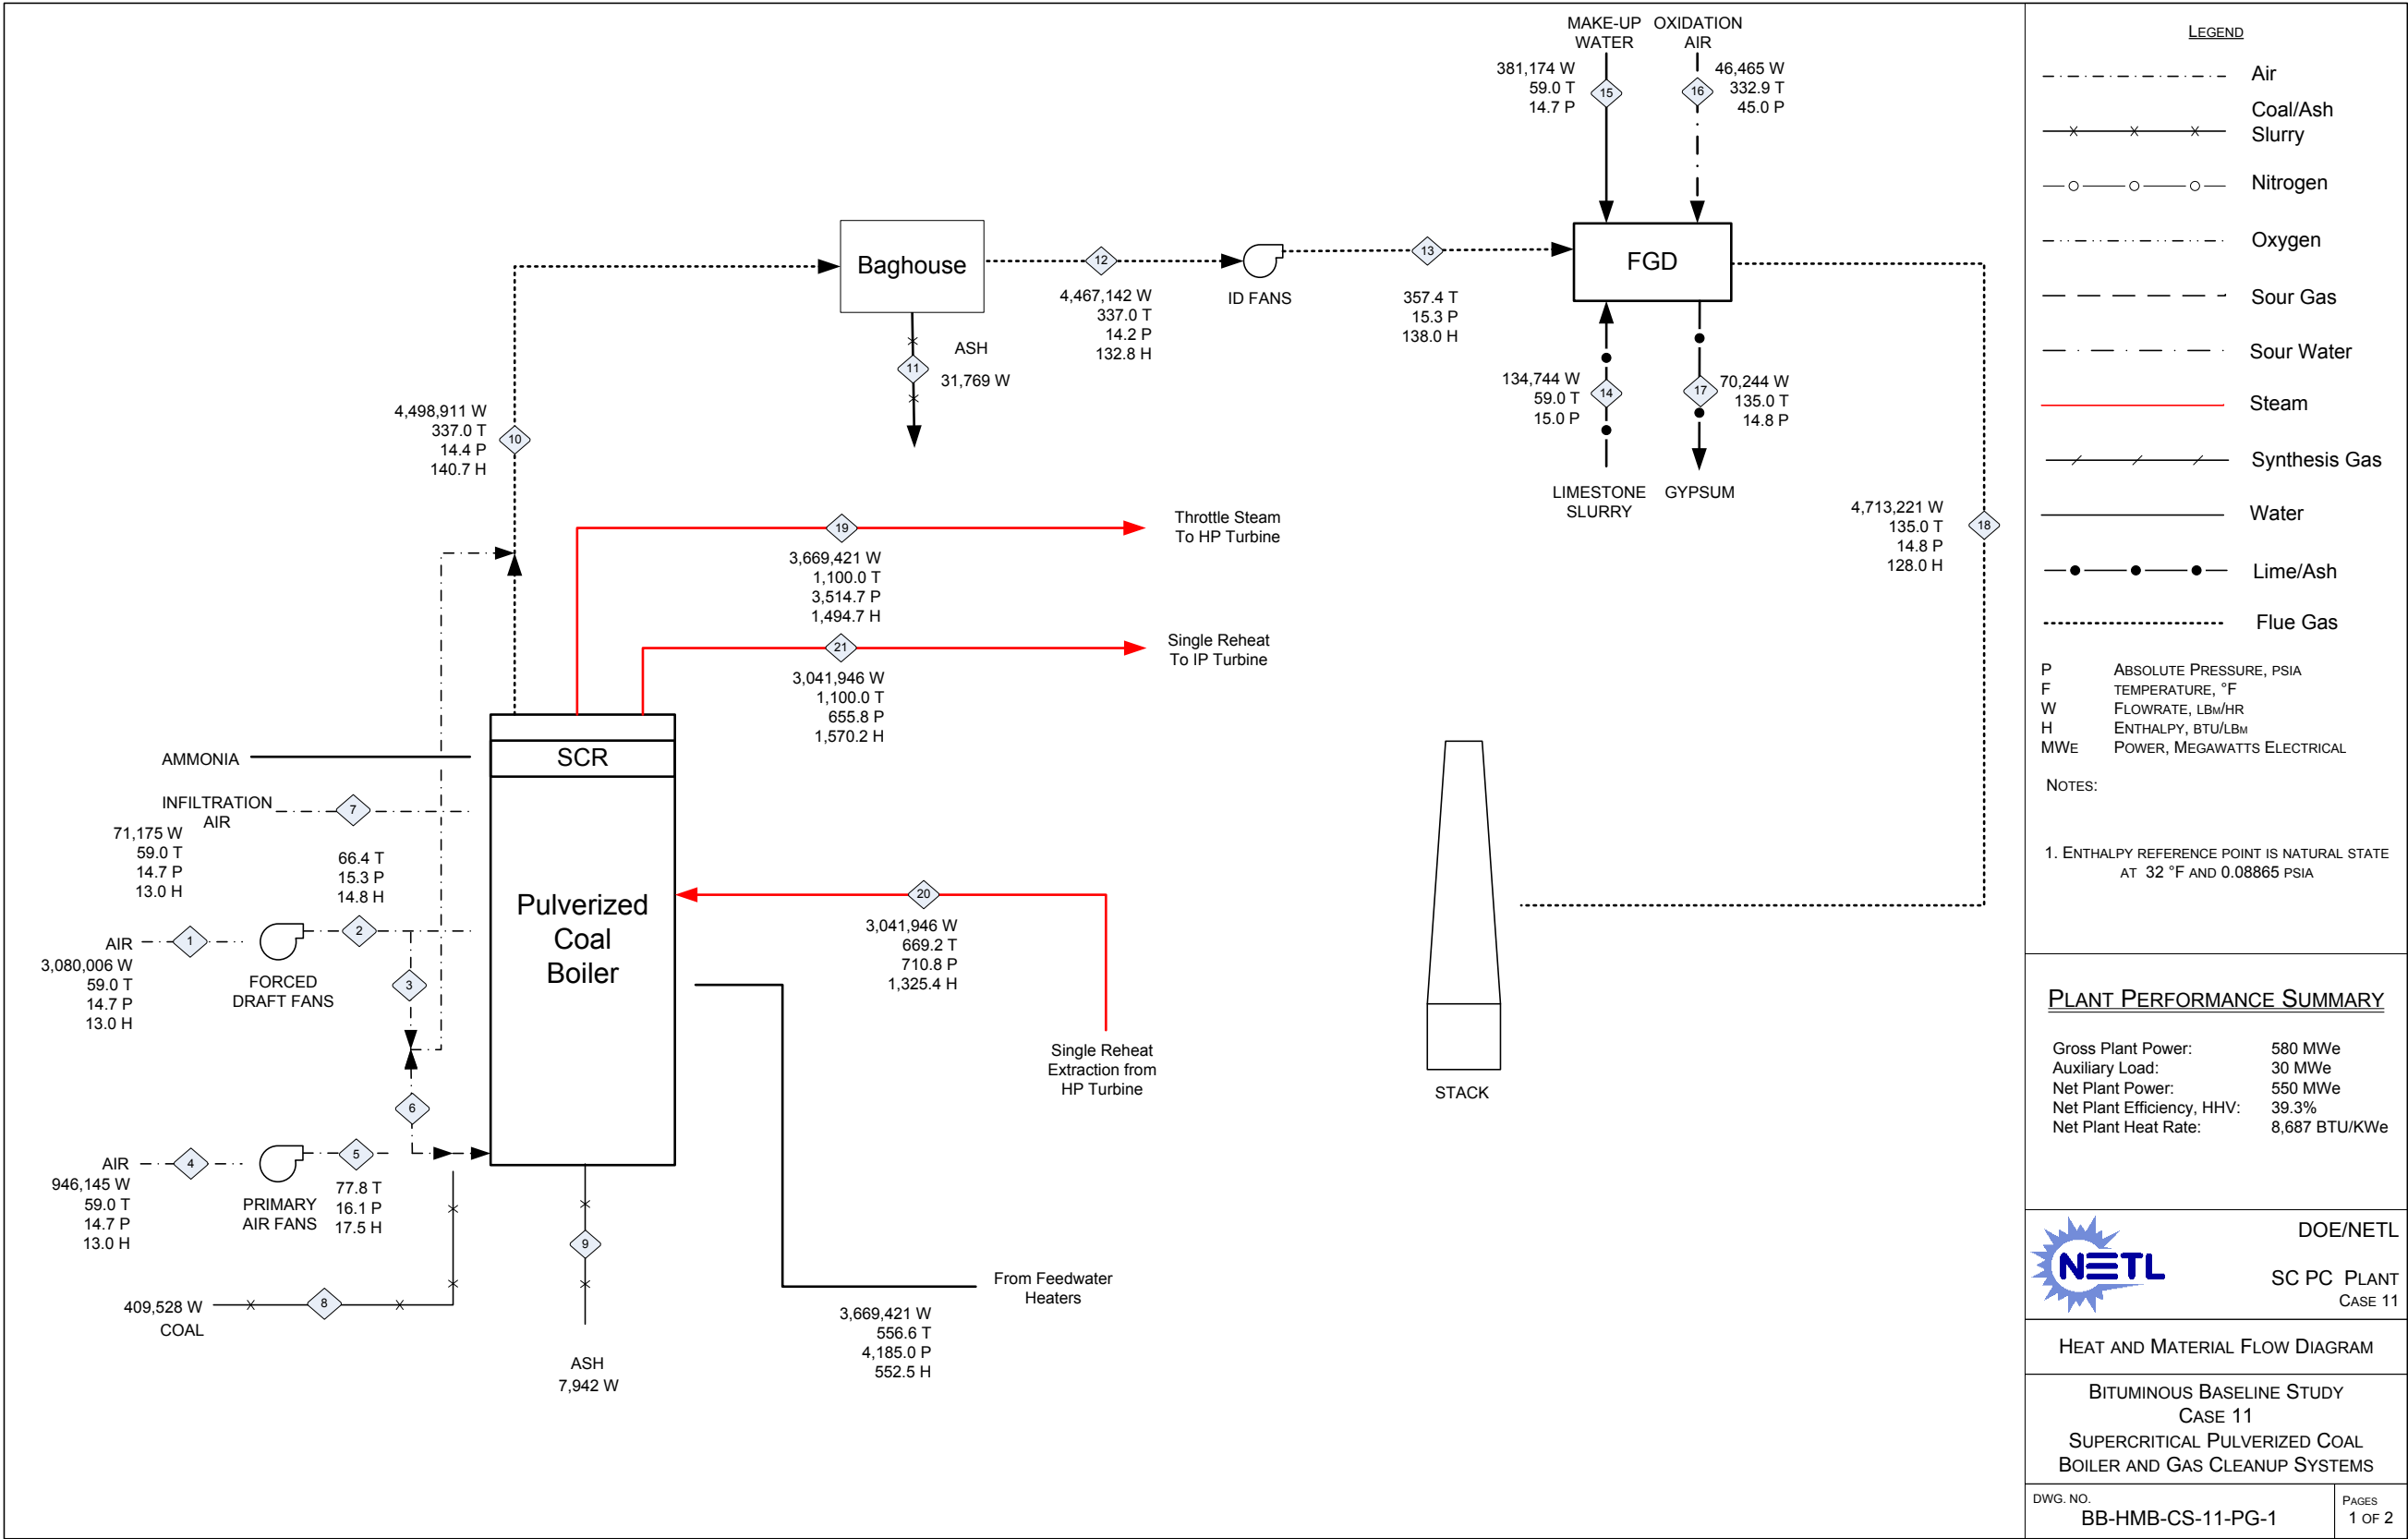 MAKE-UP
WATER
OXIDATION
AIR
381,174 W
59.0 T
14.7 P
15
16
46,465 W
332.9 T
45.0 P
Baghouse
12
4,467,142 W
337.0 T
14.2 P
132.8 H
ID FANS
13
357.4 T
15.3 P
138.0 H
FGD
ASH
11
31,769 W
134,744 W
59.0 T
15.0 P
14
17
70,244 W
135.0 T
14.8 P
LIMESTONE
SLURRY
GYPSUM
4,498,911 W
337.0 T
14.4 P
140.7 H
10
4,713,221 W
135.0 T
14.8 P
128.0 H
18
19
Throttle Steam
To HP Turbine
3,669,421 W
1,100.0 T
3,514.7 P
1,494.7 H
21
Single Reheat
To IP Turbine
3,041,946 W
1,100.0 T
655.8 P
1,570.2 H
AMMONIA
SCR
INFILTRATION
AIR
7
71,175 W
59.0 T
14.7 P
13.0 H
66.4 T
15.3 P
14.8 H
Pulverized
Coal
Boiler
AIR
1
2
3,080,006 W
59.0 T
14.7 P
13.0 H
FORCED
DRAFT FANS
3
20
3,041,946 W
669.2 T
710.8 P
1,325.4 H
Single Reheat
Extraction from
HP Turbine
6
AIR
4
5
946,145 W
59.0 T
14.7 P
13.0 H
PRIMARY
AIR FANS
77.8 T
16.1 P
17.5 H
9
8
409,528 W
COAL
ASH
7,942 W
From Feedwater
Heaters
3,669,421 W
556.6 T
4,185.0 P
552.5 H
STACK
LEGEND
Air
Coal/Ash
Slurry
Nitrogen
Oxygen
Sour Gas
Sour Water
Steam
Synthesis Gas
Water
Lime/Ash
Flue Gas
P ABSOLUTE PRESSURE, PSIA
F TEMPERATURE, °F
W FLOWRATE, LBM/HR
H ENTHALPY, BTU/LBM
MWE POWER, MEGAWATTS ELECTRICAL
NOTES:
1. ENTHALPY REFERENCE POINT IS NATURAL STATE
AT 32 °F AND 0.08865 PSIA
PLANT PERFORMANCE SUMMARY
Gross Plant Power: 580 MWe
Auxiliary Load: 30 MWe
Net Plant Power: 550 MWe
Net Plant Efficiency, HHV: 39.3%
Net Plant Heat Rate: 8,687 BTU/KWe
NETL
DOE/NETL
SC PC PLANT
CASE 11
HEAT AND MATERIAL FLOW DIAGRAM
BITUMINOUS BASELINE STUDY
CASE 11
SUPERCRITICAL PULVERIZED COAL
BOILER AND GAS CLEANUP SYSTEMS
DWG. NO.
BB-HMB-CS-11-PG-1
PAGES
1 OF 2